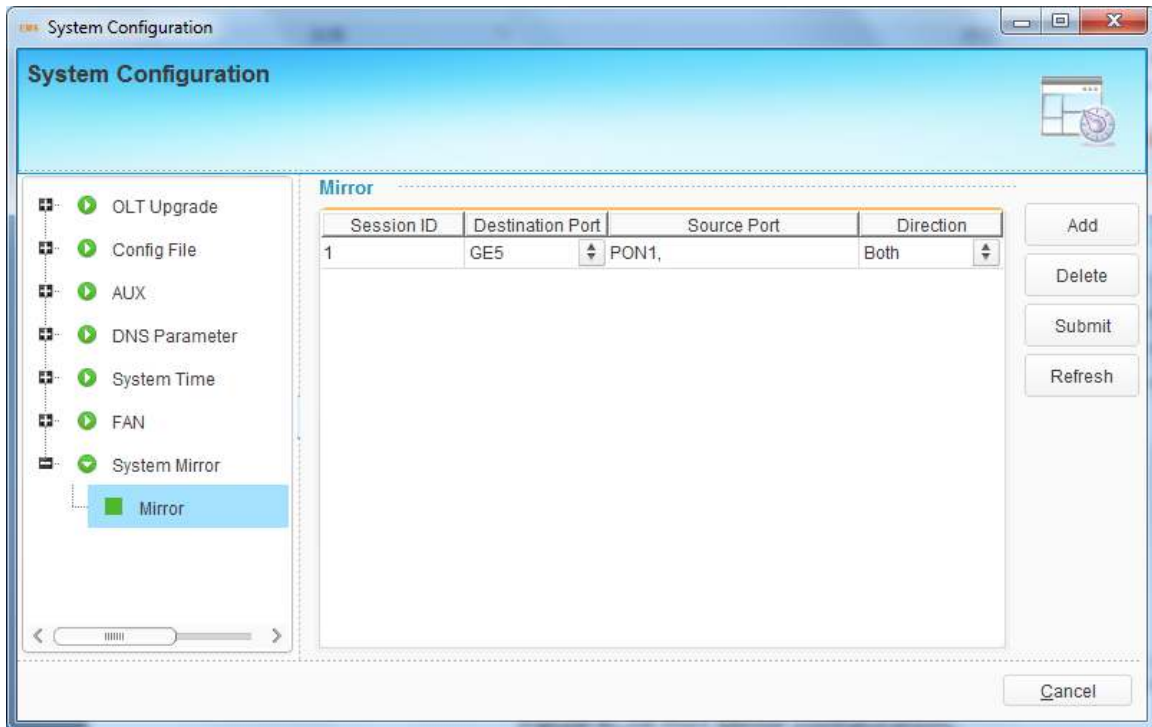 EMS System Configuration
System Configuration
OLT Upgrade
Config File
AUX
DNS Parameter
System Time
FAN
System Mirror
Mirror
Mirror
Session ID Destination Port Source Port Direction
1 GE5 PON1, Both
Add
Delete
Submit
Refresh
Cancel